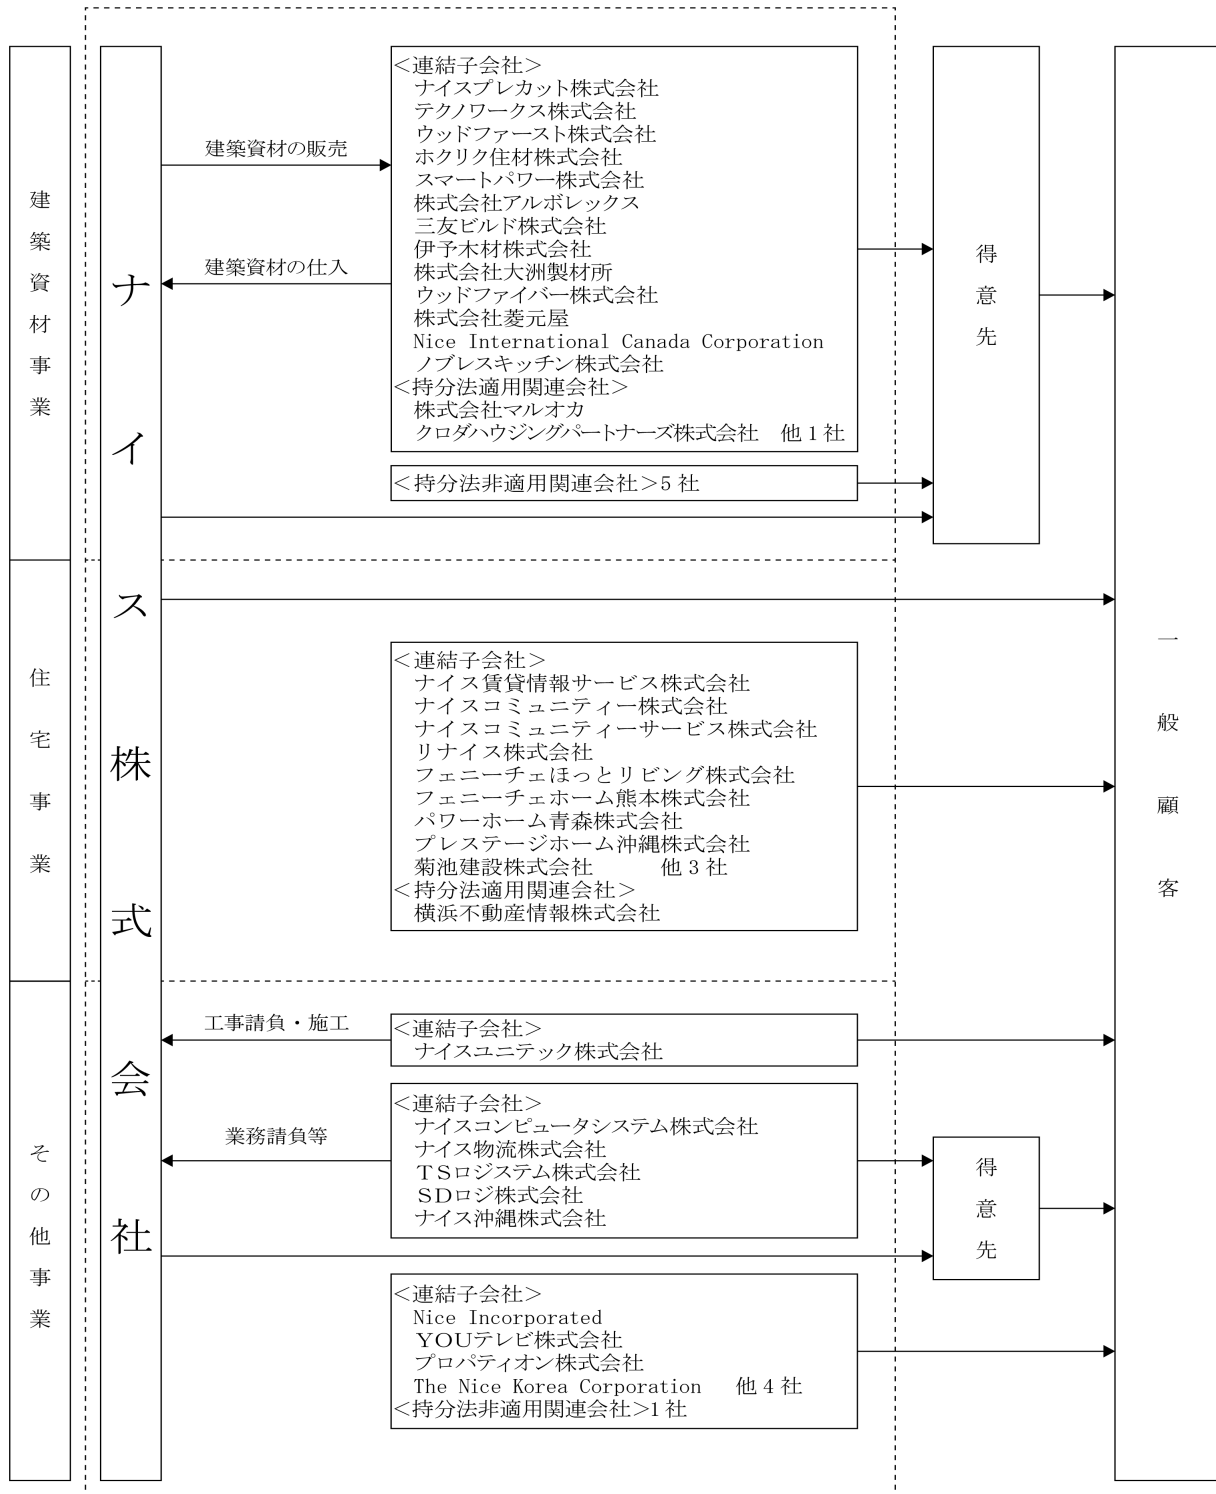 建築資材事業
ナイス株式会社
建築資材の販売
建築資材の仕入
＜連結子会社＞
ナイスプレカット株式会社
テクノワークス株式会社
ウッドファースト株式会社
ホクリク住材株式会社
スマートパワー株式会社
株式会社アルボレックス
三友ビルド株式会社
伊予木材株式会社
株式会社大洲製材所
ウッドファイバー株式会社
株式会社菱元屋
Nice International Canada Corporation
ノブレスキッチン株式会社
＜持分法適用関連会社＞
株式会社マルオカ
クロダハウジングパートナーズ株式会社　他１社
＜持分法非適用関連会社＞5 社
得意先
一般顧客
住宅事業
＜連結子会社＞
ナイス賃貸情報サービス株式会社
ナイスコミュニティー株式会社
ナイスコミュニティーサービス株式会社
リナイス株式会社
フェニーチェほっとリビング株式会社
フェニーチェホーム熊本株式会社
パワーホーム青森株式会社
プレステージホーム沖縄株式会社
菊池建設株式会社　　　他３社
＜持分法適用関連会社＞
横浜不動産情報株式会社
その他事業
工事請負・施工
＜連結子会社＞
ナイスユニテック株式会社
業務請負等
＜連結子会社＞
ナイスコンピュータシステム株式会社
ナイス物流株式会社
ＴＳロジステム株式会社
ＳＤロジ株式会社
ナイス沖縄株式会社
得意先
＜連結子会社＞
Nice Incorporated
ＹＯＵテレビ株式会社
プロパティオン株式会社
The Nice Korea Corporation　他４社
＜持分法非適用関連会社＞1 社